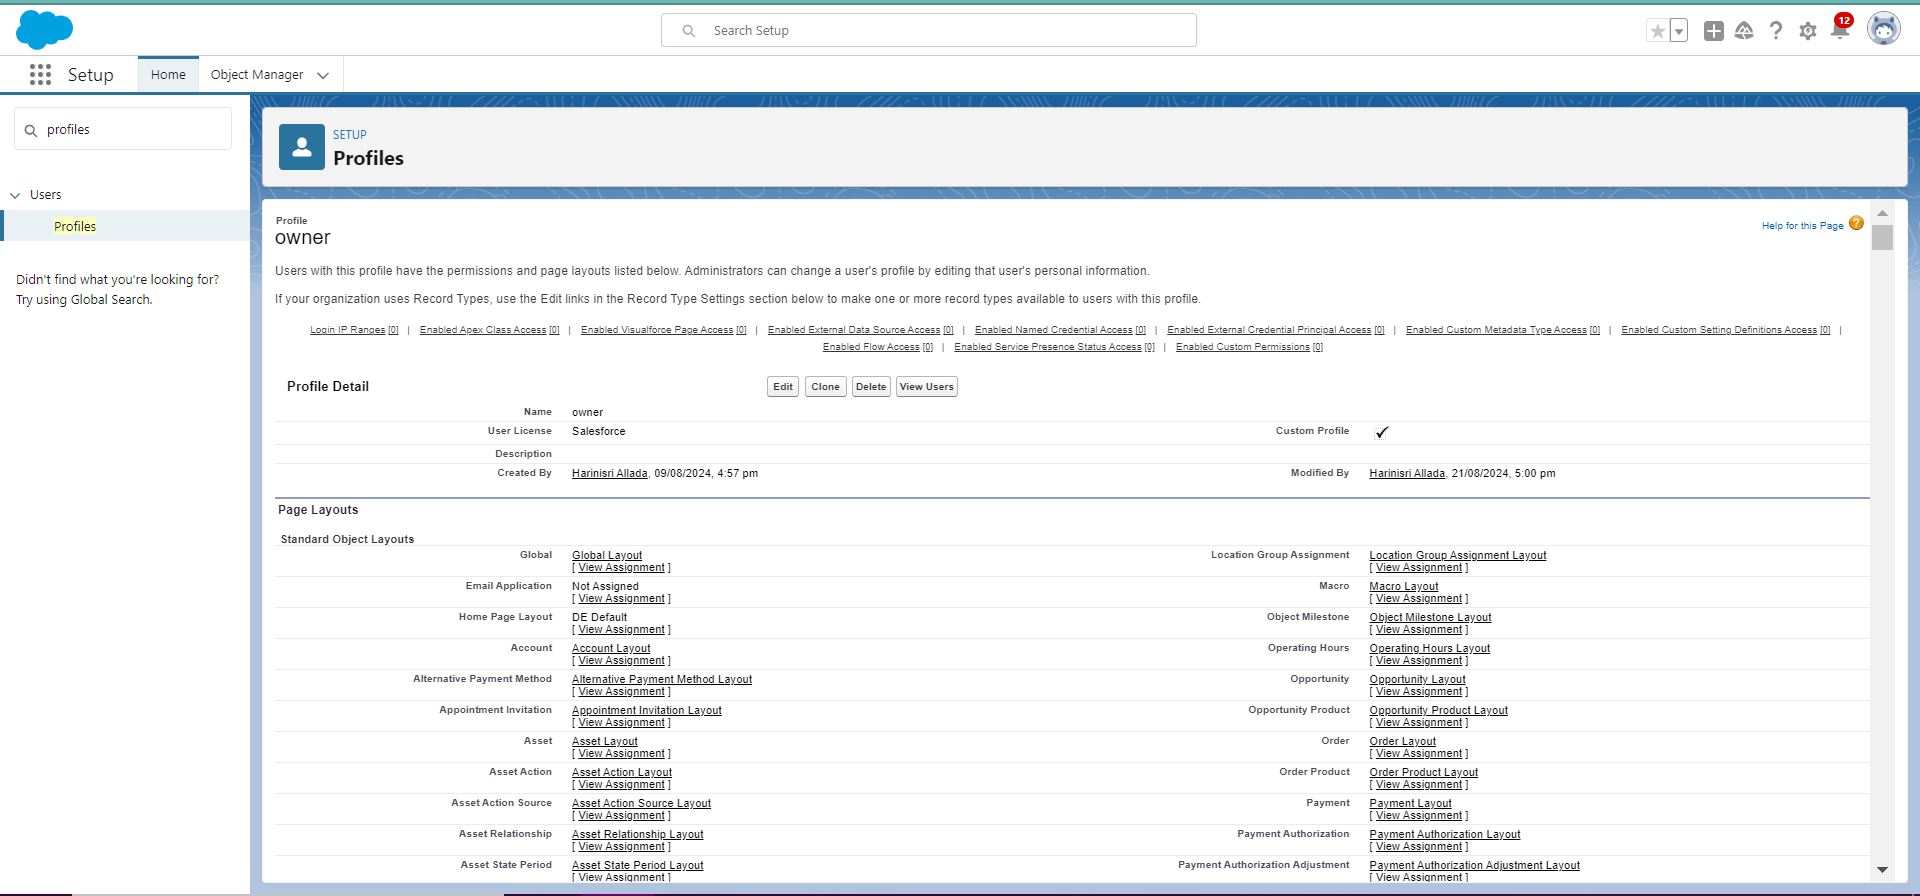 Search Setup
12
Setup
Home
Object Manager
profiles
Users
Profiles
Didn't find what you're looking for?
Try using Global Search.
SETUP
Profiles
Profile
owner
Help for this Page
?
Users with this profile have the permissions and page layouts listed below. Administrators can change a user's profile by editing that user's personal information.
If your organization uses Record Types, use the Edit links in the Record Type Settings section below to make one or more record types available to users with this profile.
Login IP Ranges [0] | Enabled Apex Class Access [0] | Enabled Visualforce Page Access [0] | Enabled External Data Source Access [0] | Enabled Named Credential Access [0] | Enabled External Credential Principal Access [0] | Enabled Custom Metadata Type Access [0] | Enabled Custom Setting Definitions Access [0] |
Enabled Flow Access [0] | Enabled Service Presence Status Access [0] | Enabled Custom Permissions [0]
Profile Detail Edit Clone Delete View Users
Name owner
User License Salesforce Custom Profile ✓
Description
Created By Harinisri Allada, 09/08/2024, 4:57 pm Modified By Harinisri Allada, 21/08/2024, 5:00 pm
Page Layouts
Standard Object Layouts
Global Global Layout Location Group Assignment Location Group Assignment Layout
[ View Assignment ] [ View Assignment ]
Email Application Not Assigned Macro Macro Layout
[ View Assignment ] [ View Assignment ]
Home Page Layout DE Default Object Milestone Object Milestone Layout
[ View Assignment ] [ View Assignment ]
Account Account Layout Operating Hours Operating Hours Layout
[ View Assignment ] [ View Assignment ]
Alternative Payment Method Alternative Payment Method Layout Opportunity Opportunity Layout
[ View Assignment ] [ View Assignment ]
Appointment Invitation Appointment Invitation Layout Opportunity Product Opportunity Product Layout
[ View Assignment ] [ View Assignment ]
Asset Asset Layout Order Order Layout
[ View Assignment ] [ View Assignment ]
Asset Action Asset Action Layout Order Product Order Product Layout
[ View Assignment ] [ View Assignment ]
Asset Action Source Asset Action Source Layout Payment Payment Layout
[ View Assignment ] [ View Assignment ]
Asset Relationship Asset Relationship Layout Payment Authorization Payment Authorization Layout
[ View Assignment ] [ View Assignment ]
Asset State Period Asset State Period Layout Payment Authorization Adjustment Payment Authorization Adjustment Layout
[ View Assignment ] [ View Assignment ]